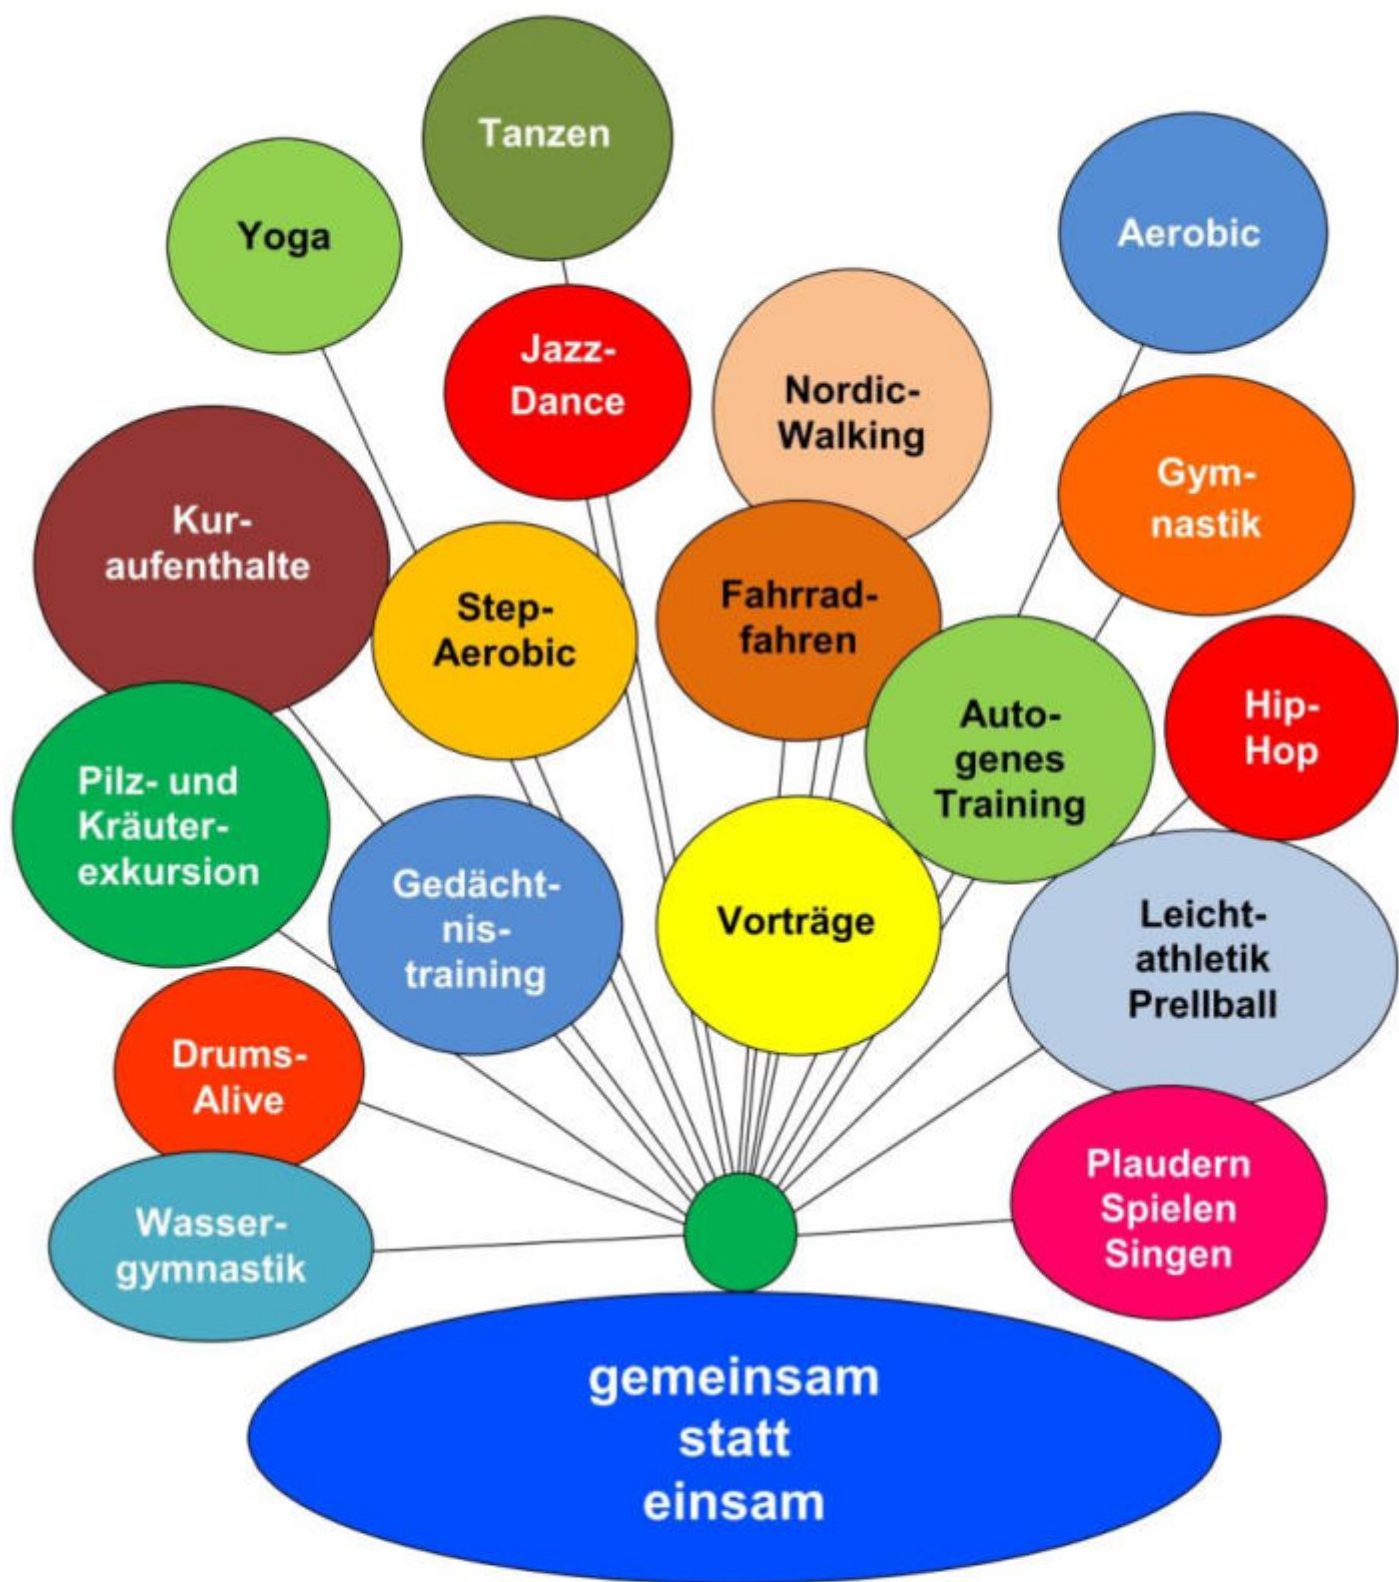 Tanzen
Yoga
Aerobic
Jazz-
Dance
Nordic-
Walking
Gym-
nastik
Kur-
aufenthalte
Step-
Aerobic
Fahrrad-
fahren
Auto-
genes
Training
Hip-
Hop
Pilz- und
Kräuter-
exkursion
Gedächt-
nis-
training
Vorträge
Leicht-
athletik
Prellball
Drums-
Alive
Wasser-
gymnastik
Plaudern
Spielen
Singen
gemeinsam
statt
einsam